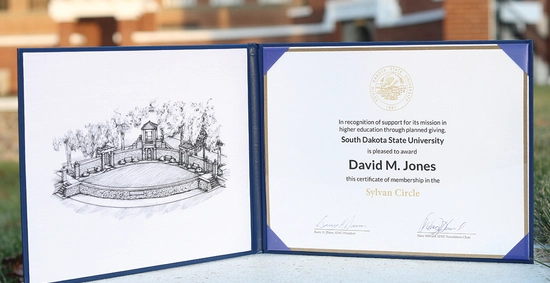 In recognition of support for its mission in
higher education through planned giving,
South Dakota State University
is pleased to award
David M. Jones
this certificate of membership in the
Sylvan Circle